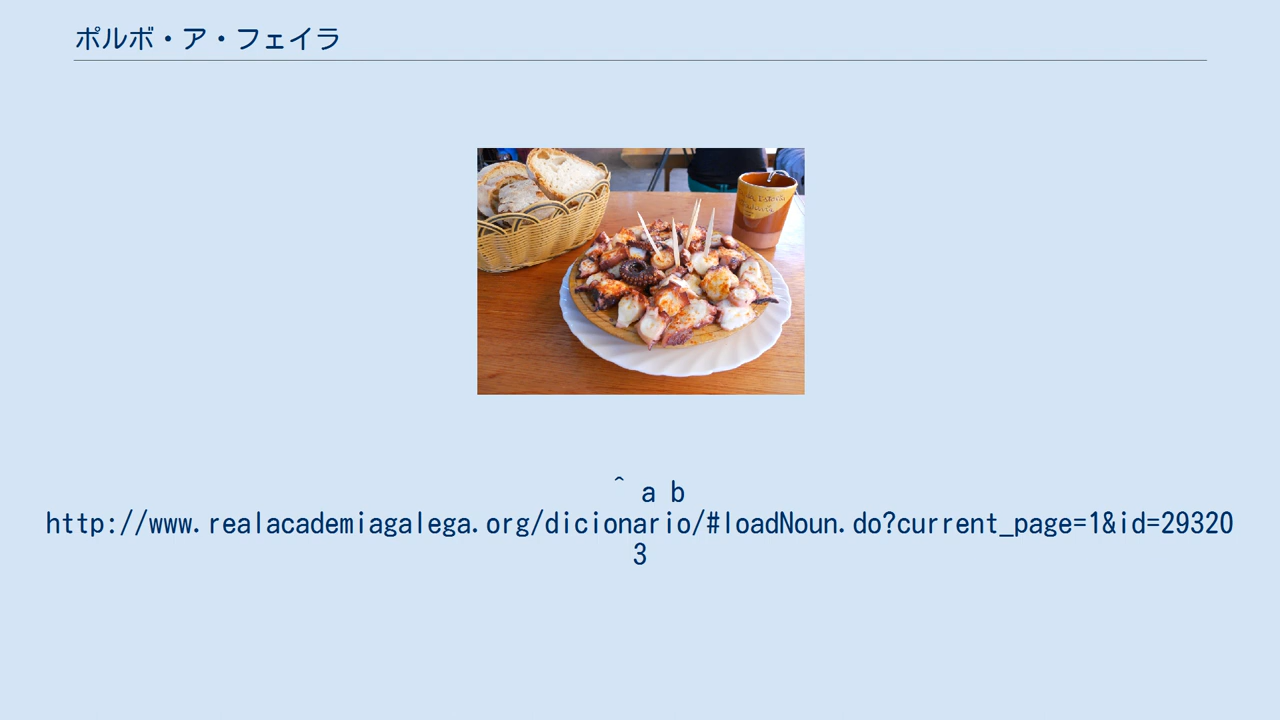 ポルボ・ア・フェイラ
^ a b
http://www.realacademiagalega.org/dicionario/#loadNoun.do?current_page=1&id=29320
3